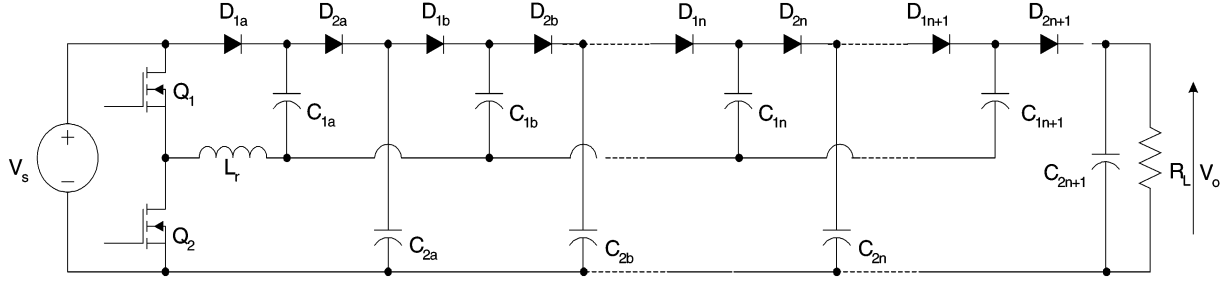 D1a D2a D1b D2b D1n D2n D1n+1 D2n+1
Q1
C1a C1b C1n C1n+1
+
Vs
−
Lr
C2n+1 RL Vo
Q2
C2a C2b C2n